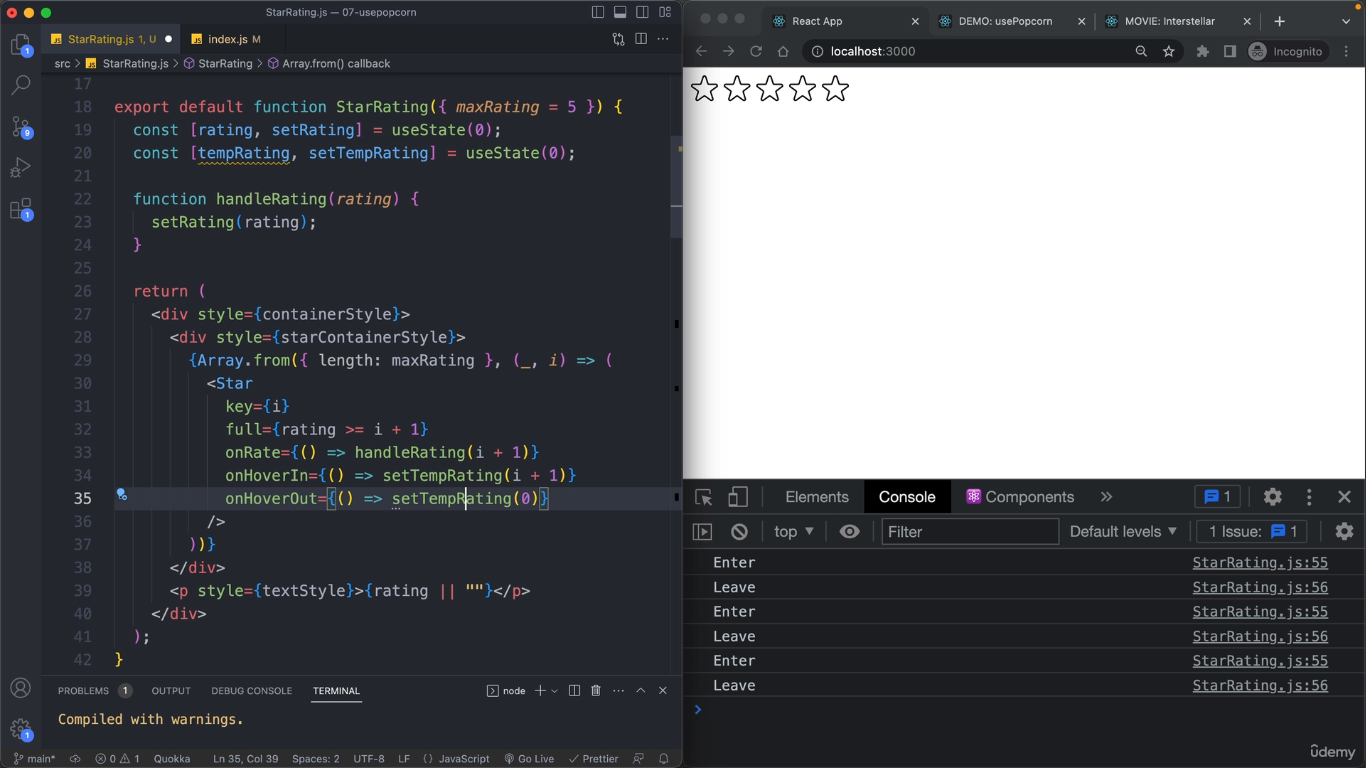 StarRating.js — 07-usepopcorn
StarRating.js 1, U
index.js M
src > StarRating.js > StarRating > Array.from() callback
17
18 export default function StarRating({ maxRating = 5 }) {
19 const [rating, setRating] = useState(0);
20 const [tempRating, setTempRating] = useState(0);
21
22 function handleRating(rating) {
23 setRating(rating);
24 }
25
26 return (
27 <div style={containerStyle}>
28 <div style={starContainerStyle}>
29 {Array.from({ length: maxRating }, (_, i) => (
30 <Star
31 key={i}
32 full={rating >= i + 1}
33 onRate={() => handleRating(i + 1)}
34 onHoverIn={() => setTempRating(i + 1)}
35 onHoverOut={() => setTempRating(0)}
36 />
37 ))}
38 </div>
39 <p style={textStyle}>{rating || ""}</p>
40 </div>
41 );
42 }
1
9
1
1
PROBLEMS 1 OUTPUT DEBUG CONSOLE TERMINAL
node
Compiled with warnings.
main* 0 1 Quokka Ln 35, Col 39 Spaces: 2 UTF-8 LF {} JavaScript Go Live Prettier
React App
DEMO: usePopcorn
MOVIE: Interstellar
localhost:3000
Incognito
Elements Console Components 1
top Filter Default levels 1 Issue: 1
Enter StarRating.js:55
Leave StarRating.js:56
Enter StarRating.js:55
Leave StarRating.js:56
Enter StarRating.js:55
Leave StarRating.js:56
ûdemy